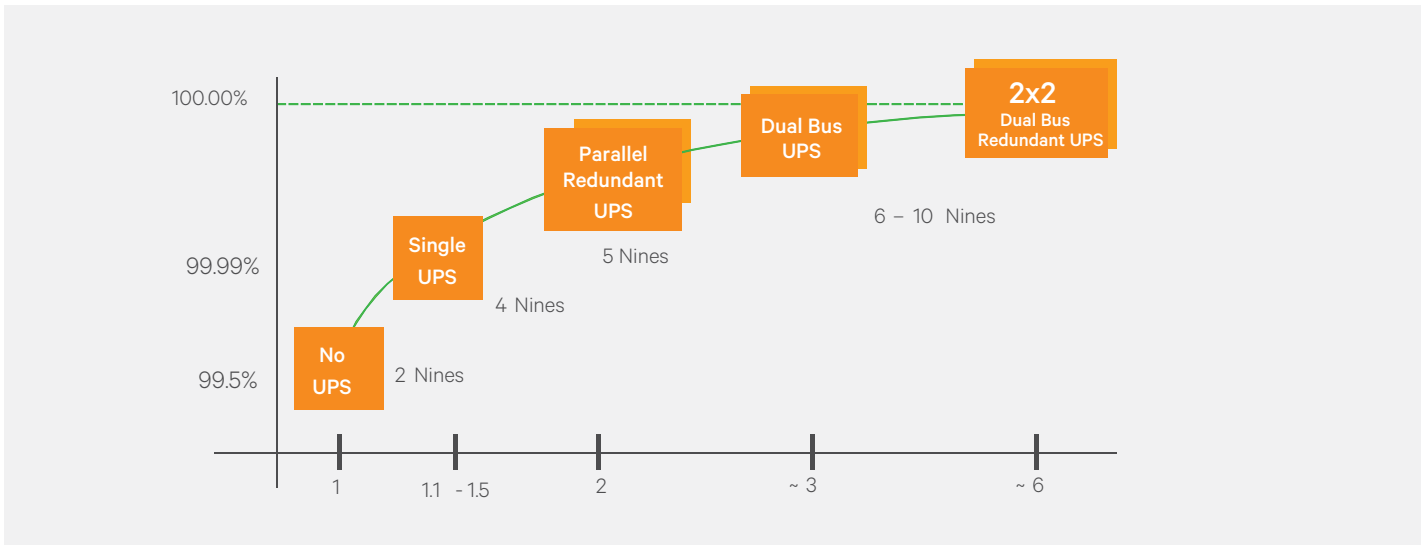 100.00%
99.99%
99.5%
No
UPS
2 Nines
Single
UPS
4 Nines
Parallel
Redundant
UPS
5 Nines
Dual Bus
UPS
6 – 10 Nines
2x2
Dual Bus
Redundant UPS
1
1.1 - 1.5
2
~ 3
~ 6